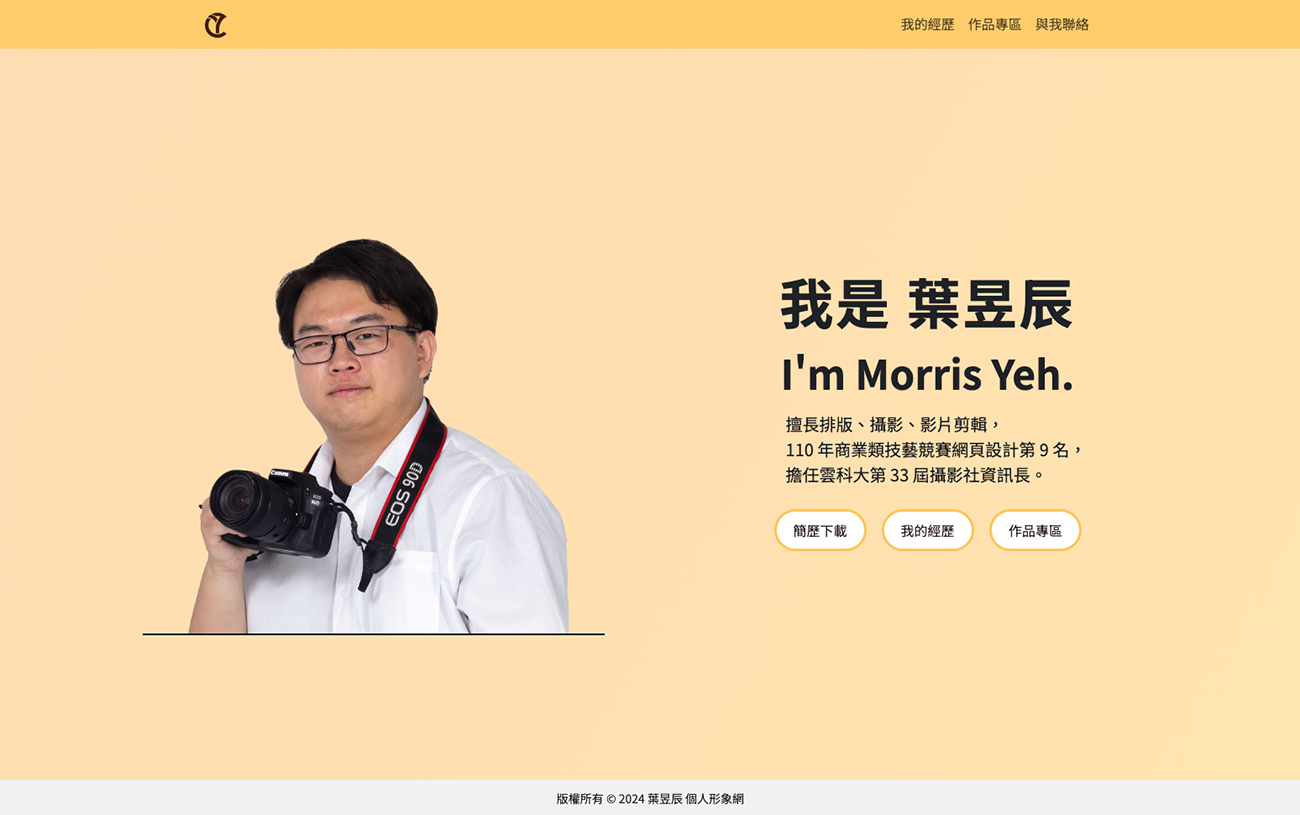 我的經歷 作品專區 與我聯絡
我是 葉昱辰
I'm Morris Yeh.
擅長排版、攝影、影片剪輯，
110 年商業類技藝競賽網頁設計第 9 名，
擔任雲科大第 33 屆攝影社資訊長。
簡歷下載 我的經歷 作品專區
Canon
EOS 90D
版權所有 © 2024 葉昱辰 個人形象網